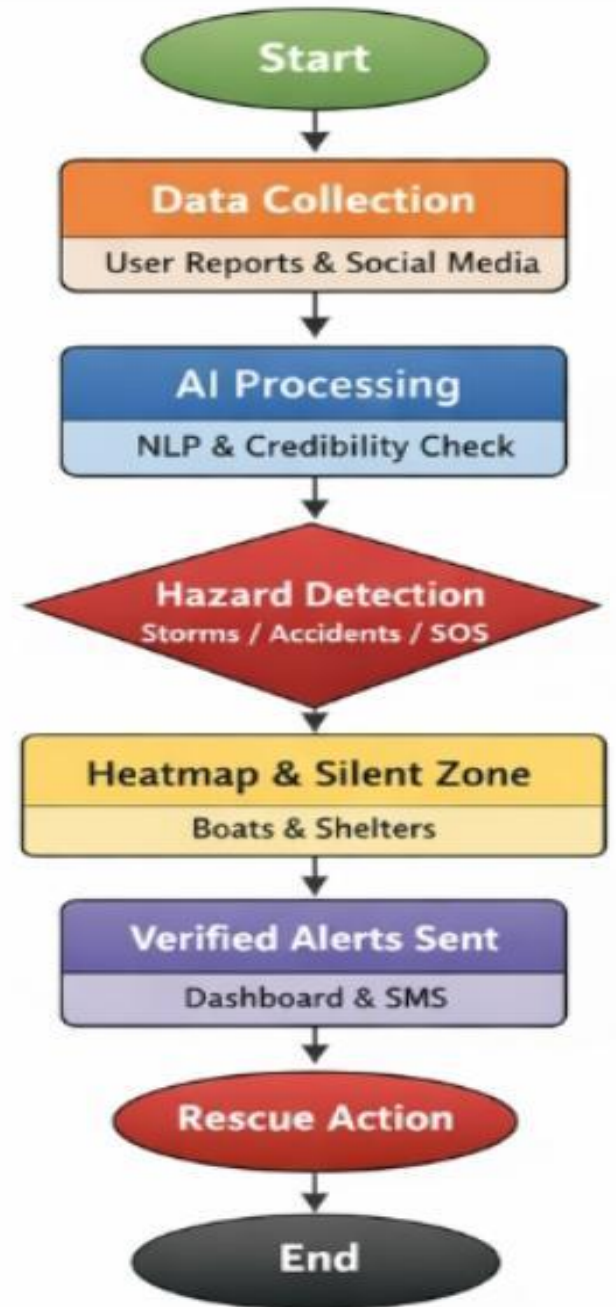 Start
Data Collection
User Reports & Social Media
AI Processing
NLP & Credibility Check
Hazard Detection
Storms / Accidents / SOS
Heatmap & Silent Zone
Boats & Shelters
Verified Alerts Sent
Dashboard & SMS
Rescue Action
End